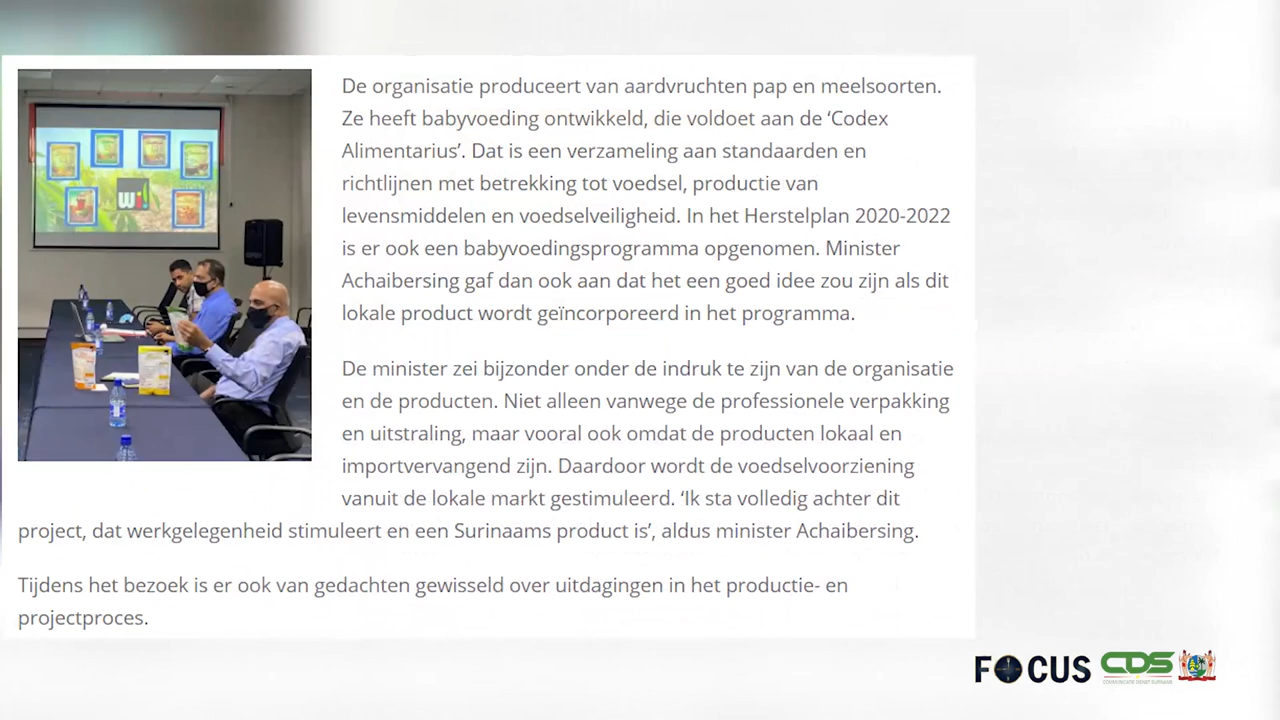 De organisatie produceert van aardvruchten pap en meelsoorten.
Ze heeft babyvoeding ontwikkeld, die voldoet aan de ‘Codex
Alimentarius’. Dat is een verzameling aan standaarden en
richtlijnen met betrekking tot voedsel, productie van
levensmiddelen en voedselveiligheid. In het Herstelplan 2020-2022
is er ook een babyvoedingsprogramma opgenomen. Minister
Achaibersing gaf dan ook aan dat het een goed idee zou zijn als dit
lokale product wordt geïncorporeerd in het programma.
De minister zei bijzonder onder de indruk te zijn van de organisatie
en de producten. Niet alleen vanwege de professionele verpakking
en uitstraling, maar vooral ook omdat de producten lokaal en
importvervangend zijn. Daardoor wordt de voedselvoorziening
vanuit de lokale markt gestimuleerd. ‘Ik sta volledig achter dit
project, dat werkgelegenheid stimuleert en een Surinaams product is’, aldus minister Achaibersing.
Tijdens het bezoek is er ook van gedachten gewisseld over uitdagingen in het productie- en
projectproces.
FOCUS
CDS
COMMUNICATIE DIENST SURINAME